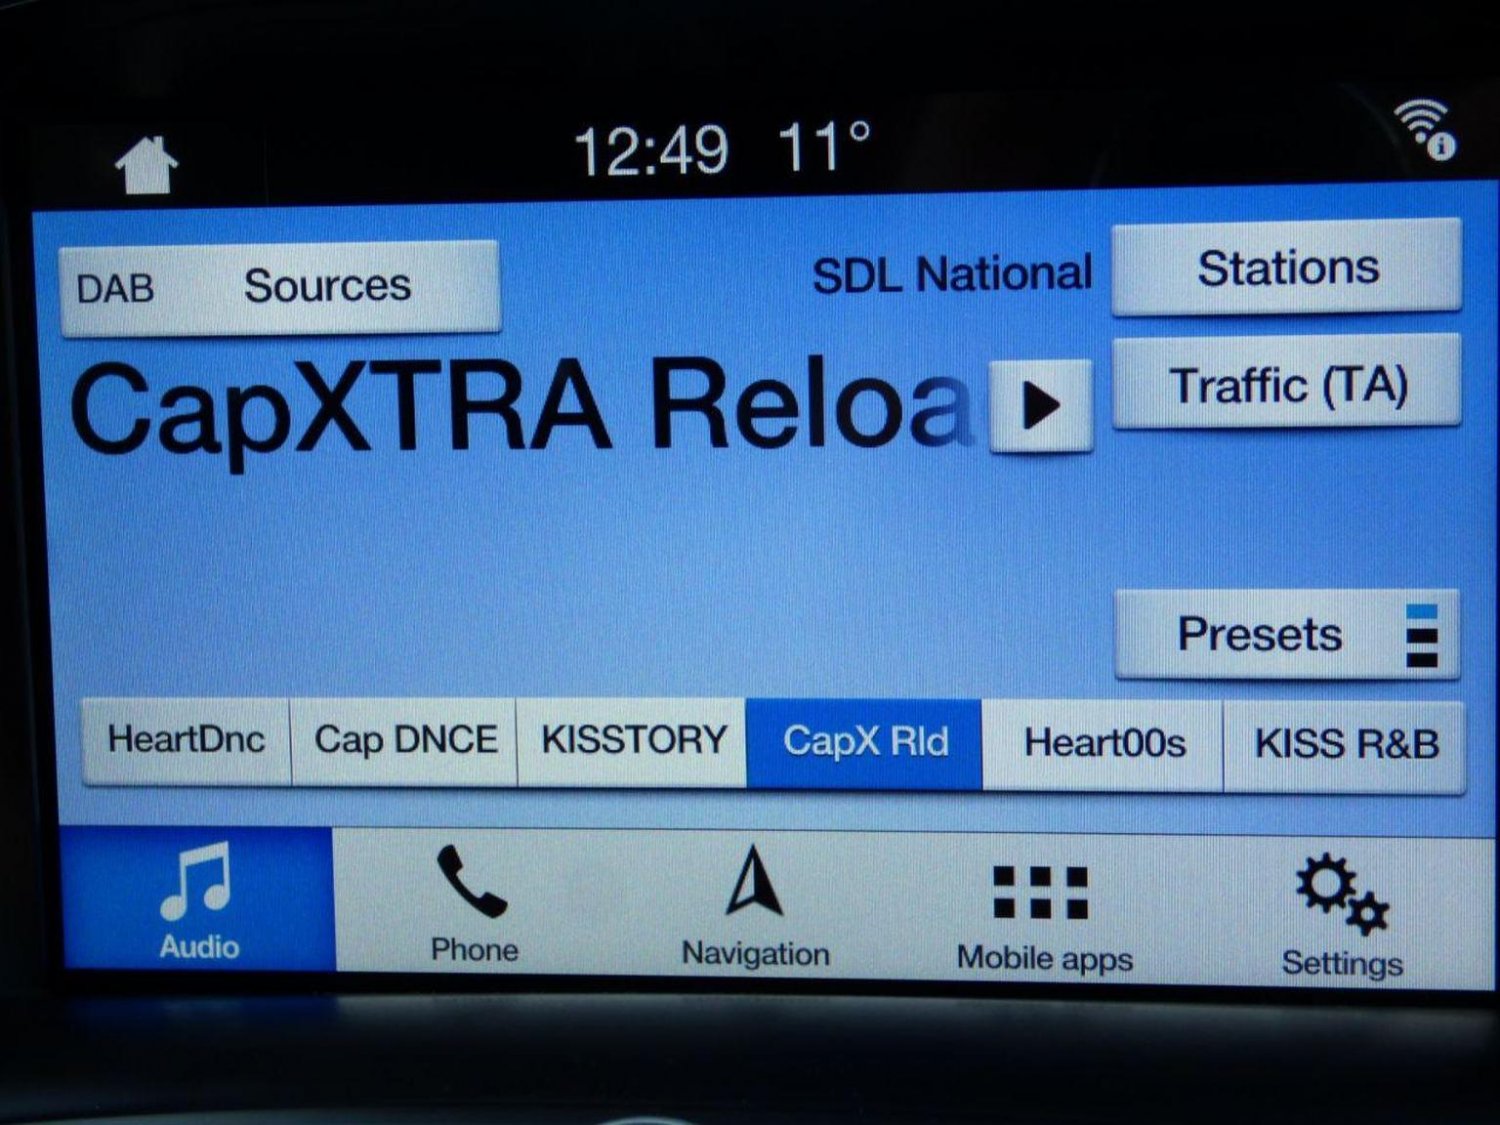 12:49 11°
DAB Sources
SDL National
Stations
CapXTRA Reloa
Traffic (TA)
Presets
HeartDnc
Cap DNCE
KISSTORY
CapX Rld
Heart00s
KISS R&B
Audio
Phone
Navigation
Mobile apps
Settings